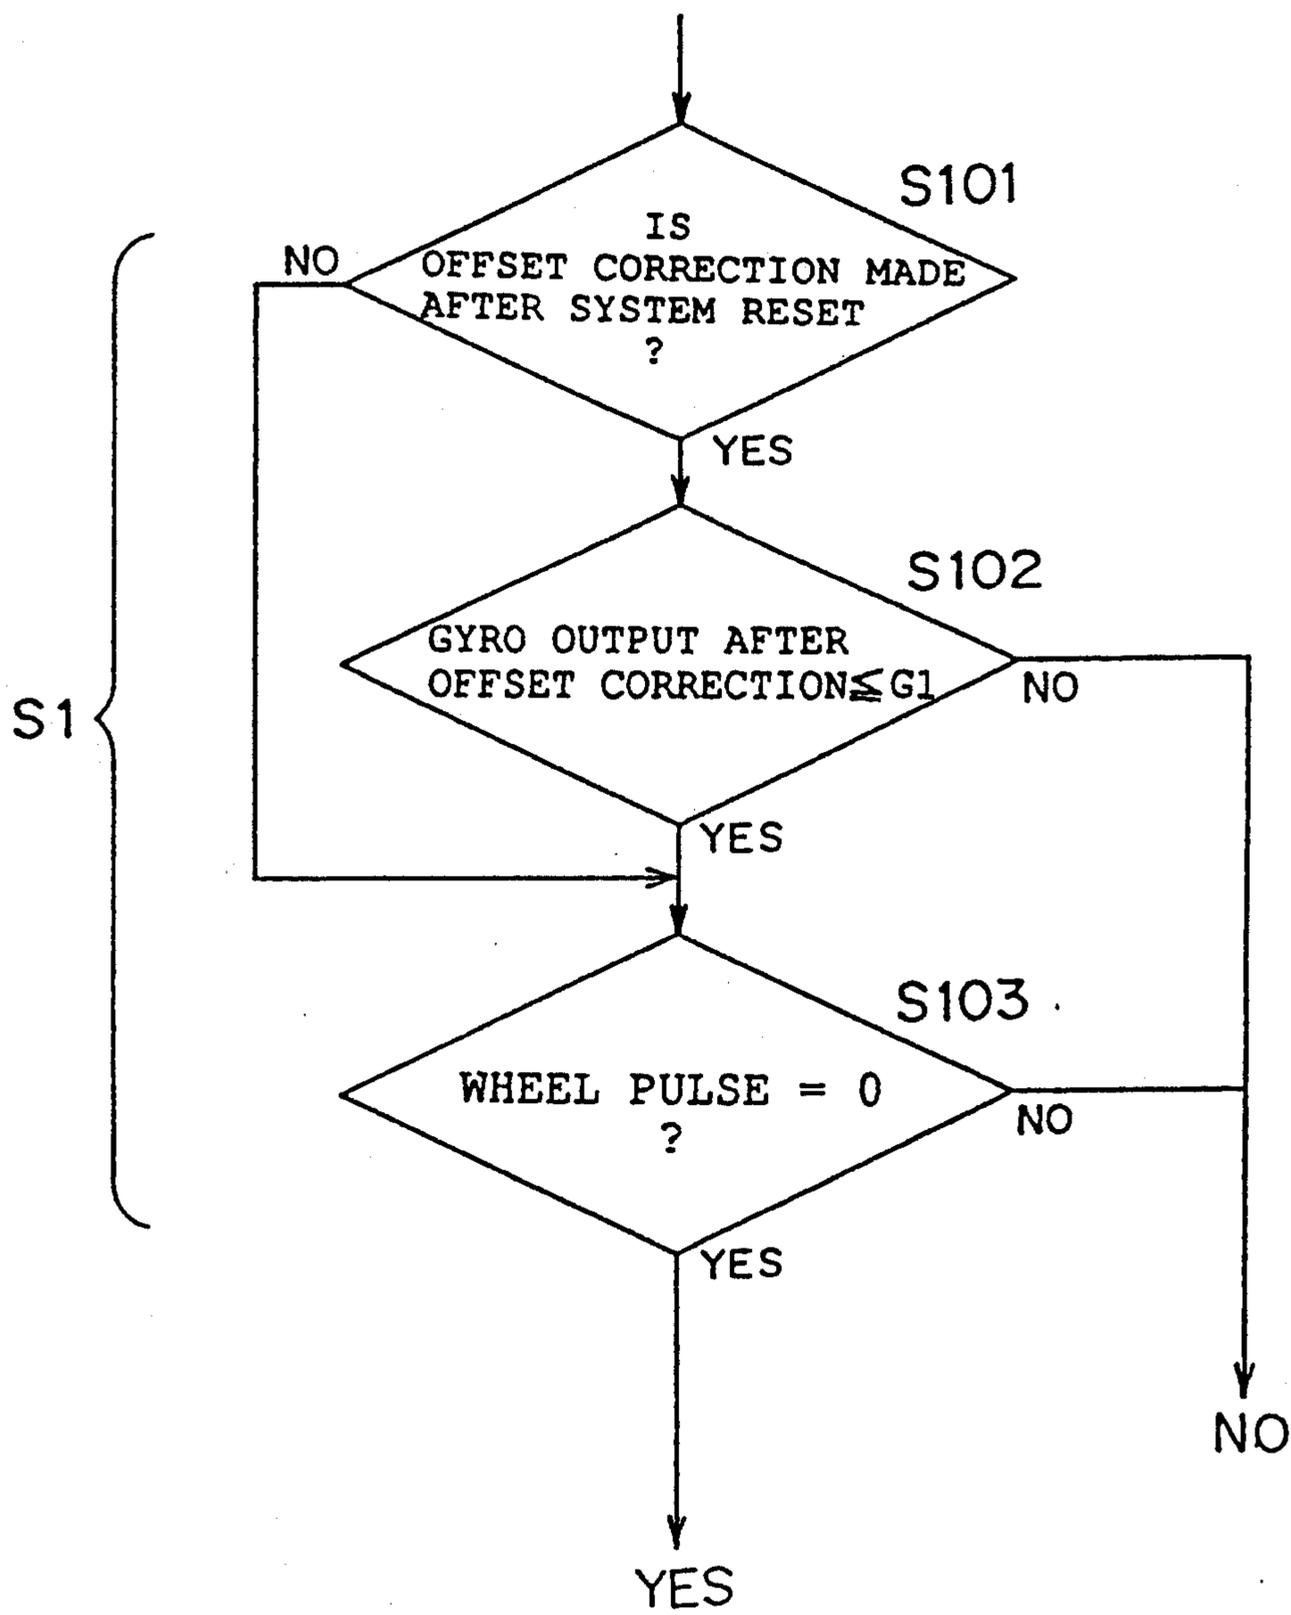 S101
IS
NO
OFFSET CORRECTION MADE
AFTER SYSTEM RESET
?
YES
S102
GYRO OUTPUT AFTER
OFFSET CORRECTION≦G1
NO
S1
YES
S103
WHEEL PULSE = 0
?
NO
YES
NO
YES